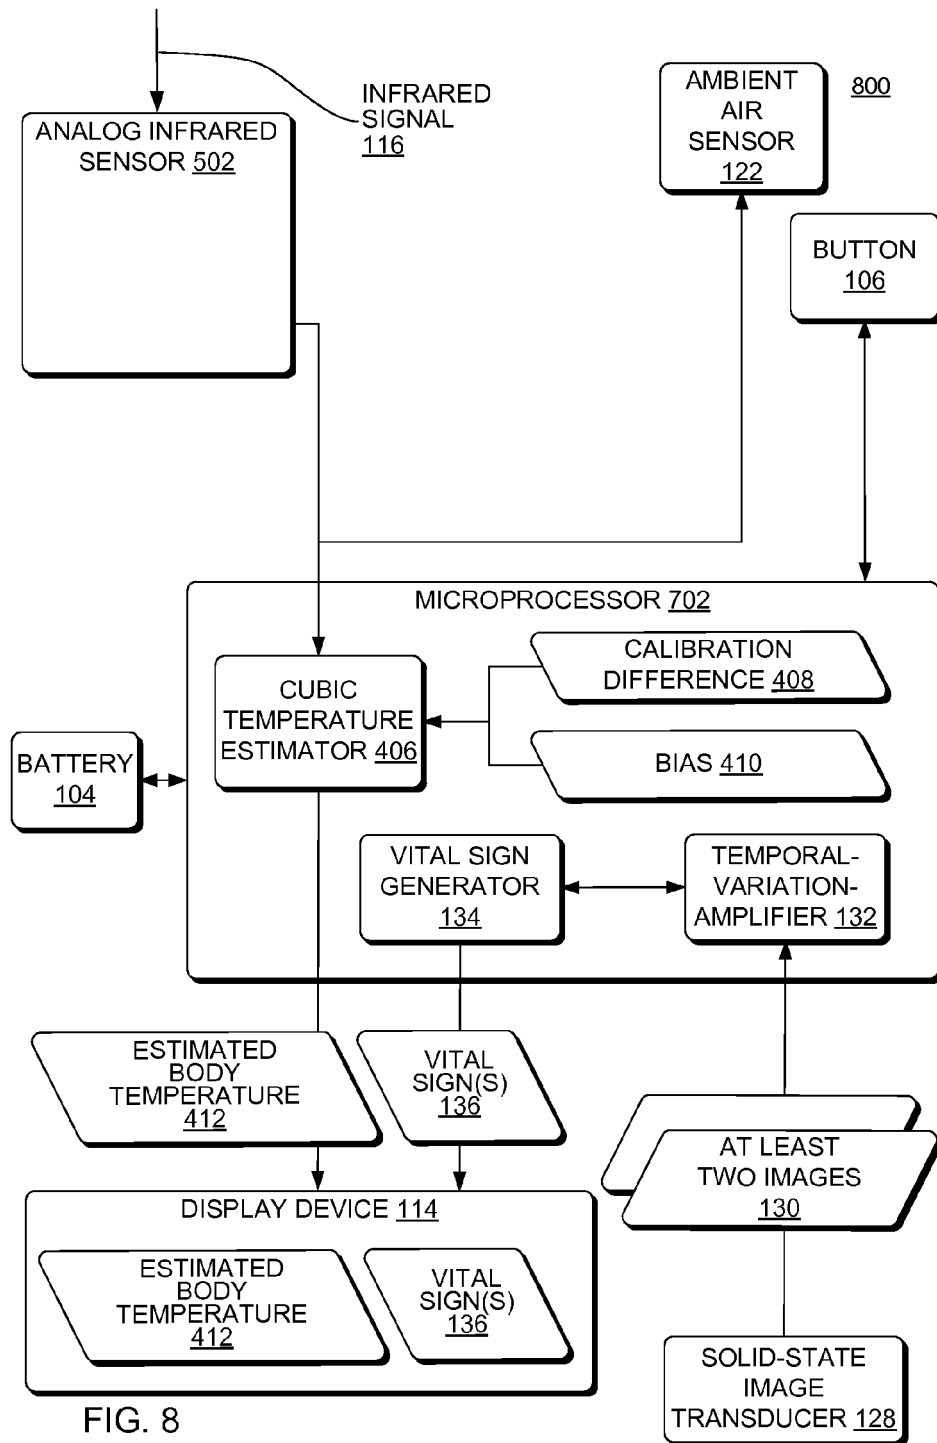 INFRARED
SIGNAL
116
ANALOG INFRARED
SENSOR 502
AMBIENT
AIR
SENSOR
122
800
BUTTON
106
MICROPROCESSOR 702
CUBIC
TEMPERATURE
ESTIMATOR 406
CALIBRATION
DIFFERENCE 408
BIAS 410
BATTERY
104
VITAL SIGN
GENERATOR
134
TEMPORAL-
VARIATION-
AMPLIFIER 132
ESTIMATED
BODY
TEMPERATURE
412
VITAL
SIGN(S)
136
AT LEAST
TWO IMAGES
130
DISPLAY DEVICE 114
ESTIMATED
BODY
TEMPERATURE
412
VITAL
SIGN(S)
136
SOLID-STATE
IMAGE
TRANSDUCER 128
FIG. 8